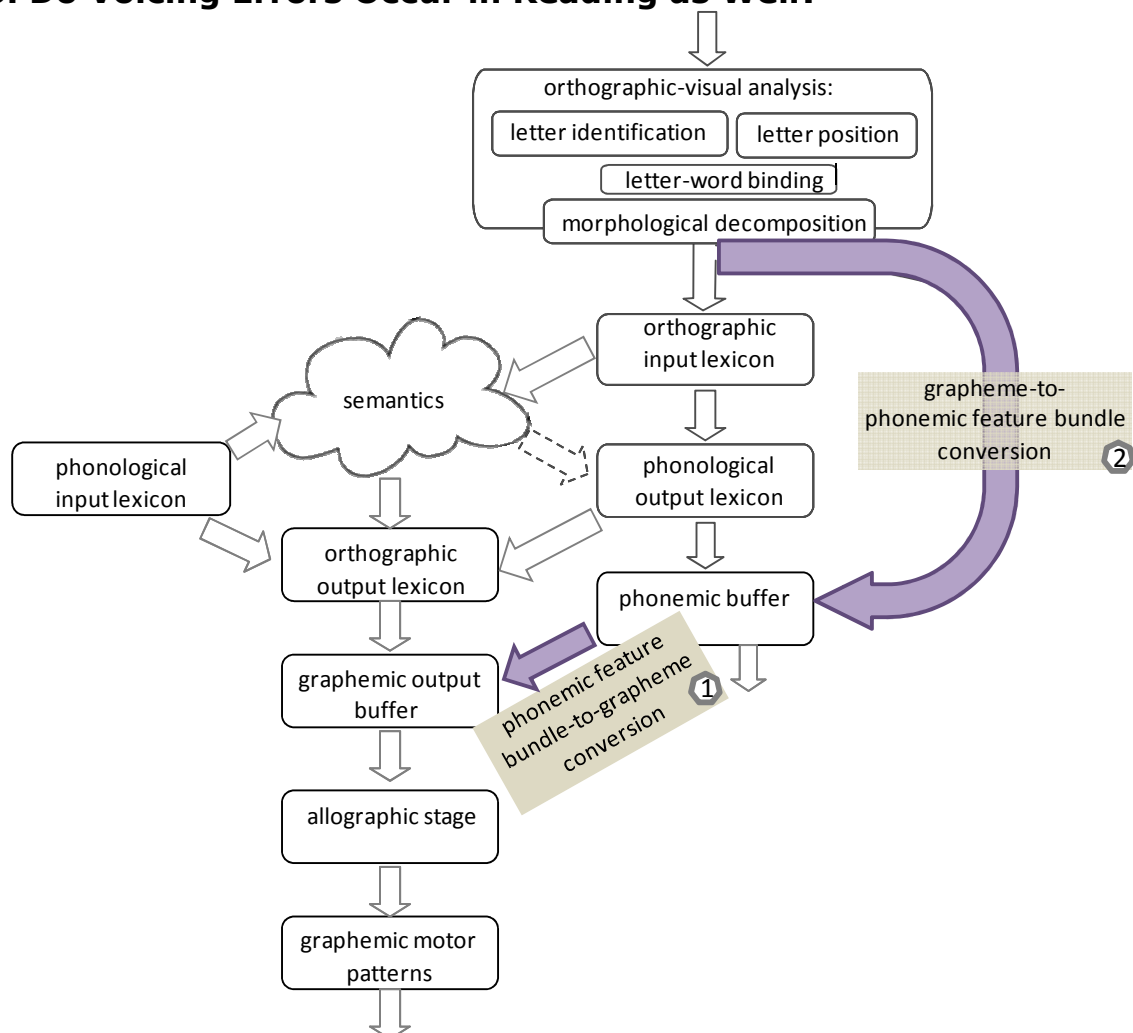 Do Voicing Errors Occur in Reading as Well?
orthographic-visual analysis:
letter identification
letter position
letter-word binding
morphological decomposition
orthographic
input lexicon
semantics
grapheme-to-
phonemic feature bundle
conversion
2
phonological
input lexicon
phonological
output lexicon
orthographic
output lexicon
phonemic buffer
graphemic output
buffer
phonemic feature
bundle-to-grapheme
conversion
1
allographic stage
graphemic motor
patterns